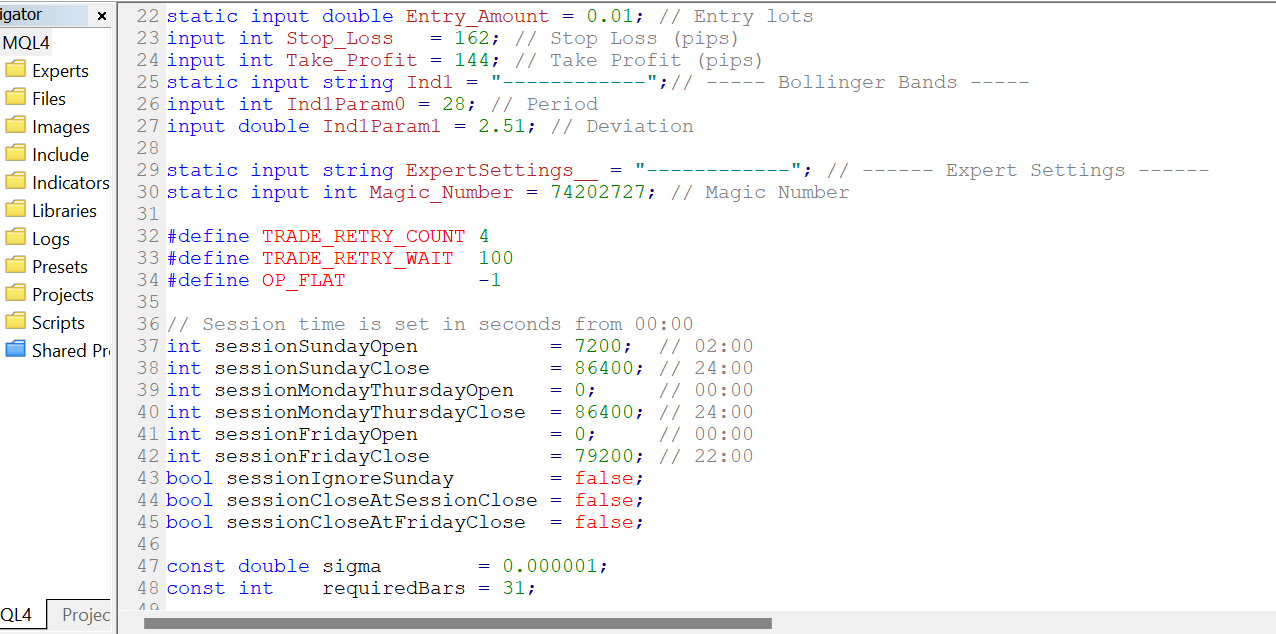 igator x
MQL4
Experts
Files
Images
Include
Indicators
Libraries
Logs
Presets
Projects
Scripts
Shared Pr
QL4 Projec
22 static input double Entry_Amount = 0.01; // Entry lots
23 input int Stop_Loss   = 162; // Stop Loss (pips)
24 input int Take_Profit = 144; // Take Profit (pips)
25 static input string Ind1 = "------------";// ----- Bollinger Bands -----
26 input int Ind1Param0 = 28; // Period
27 input double Ind1Param1 = 2.51; // Deviation
28
29 static input string ExpertSettings__ = "------------"; // ------ Expert Settings ------
30 static input int Magic_Number = 74202727; // Magic Number
31
32 #define TRADE_RETRY_COUNT 4
33 #define TRADE_RETRY_WAIT  100
34 #define OP_FLAT           -1
35
36 // Session time is set in seconds from 00:00
37 int sessionSundayOpen           = 7200;  // 02:00
38 int sessionSundayClose          = 86400; // 24:00
39 int sessionMondayThursdayOpen   = 0;     // 00:00
40 int sessionMondayThursdayClose  = 86400; // 24:00
41 int sessionFridayOpen           = 0;     // 00:00
42 int sessionFridayClose          = 79200; // 22:00
43 bool sessionIgnoreSunday        = false;
44 bool sessionCloseAtSessionClose = false;
45 bool sessionCloseAtFridayClose  = false;
46
47 const double sigma        = 0.000001;
48 const int    requiredBars = 31;
49